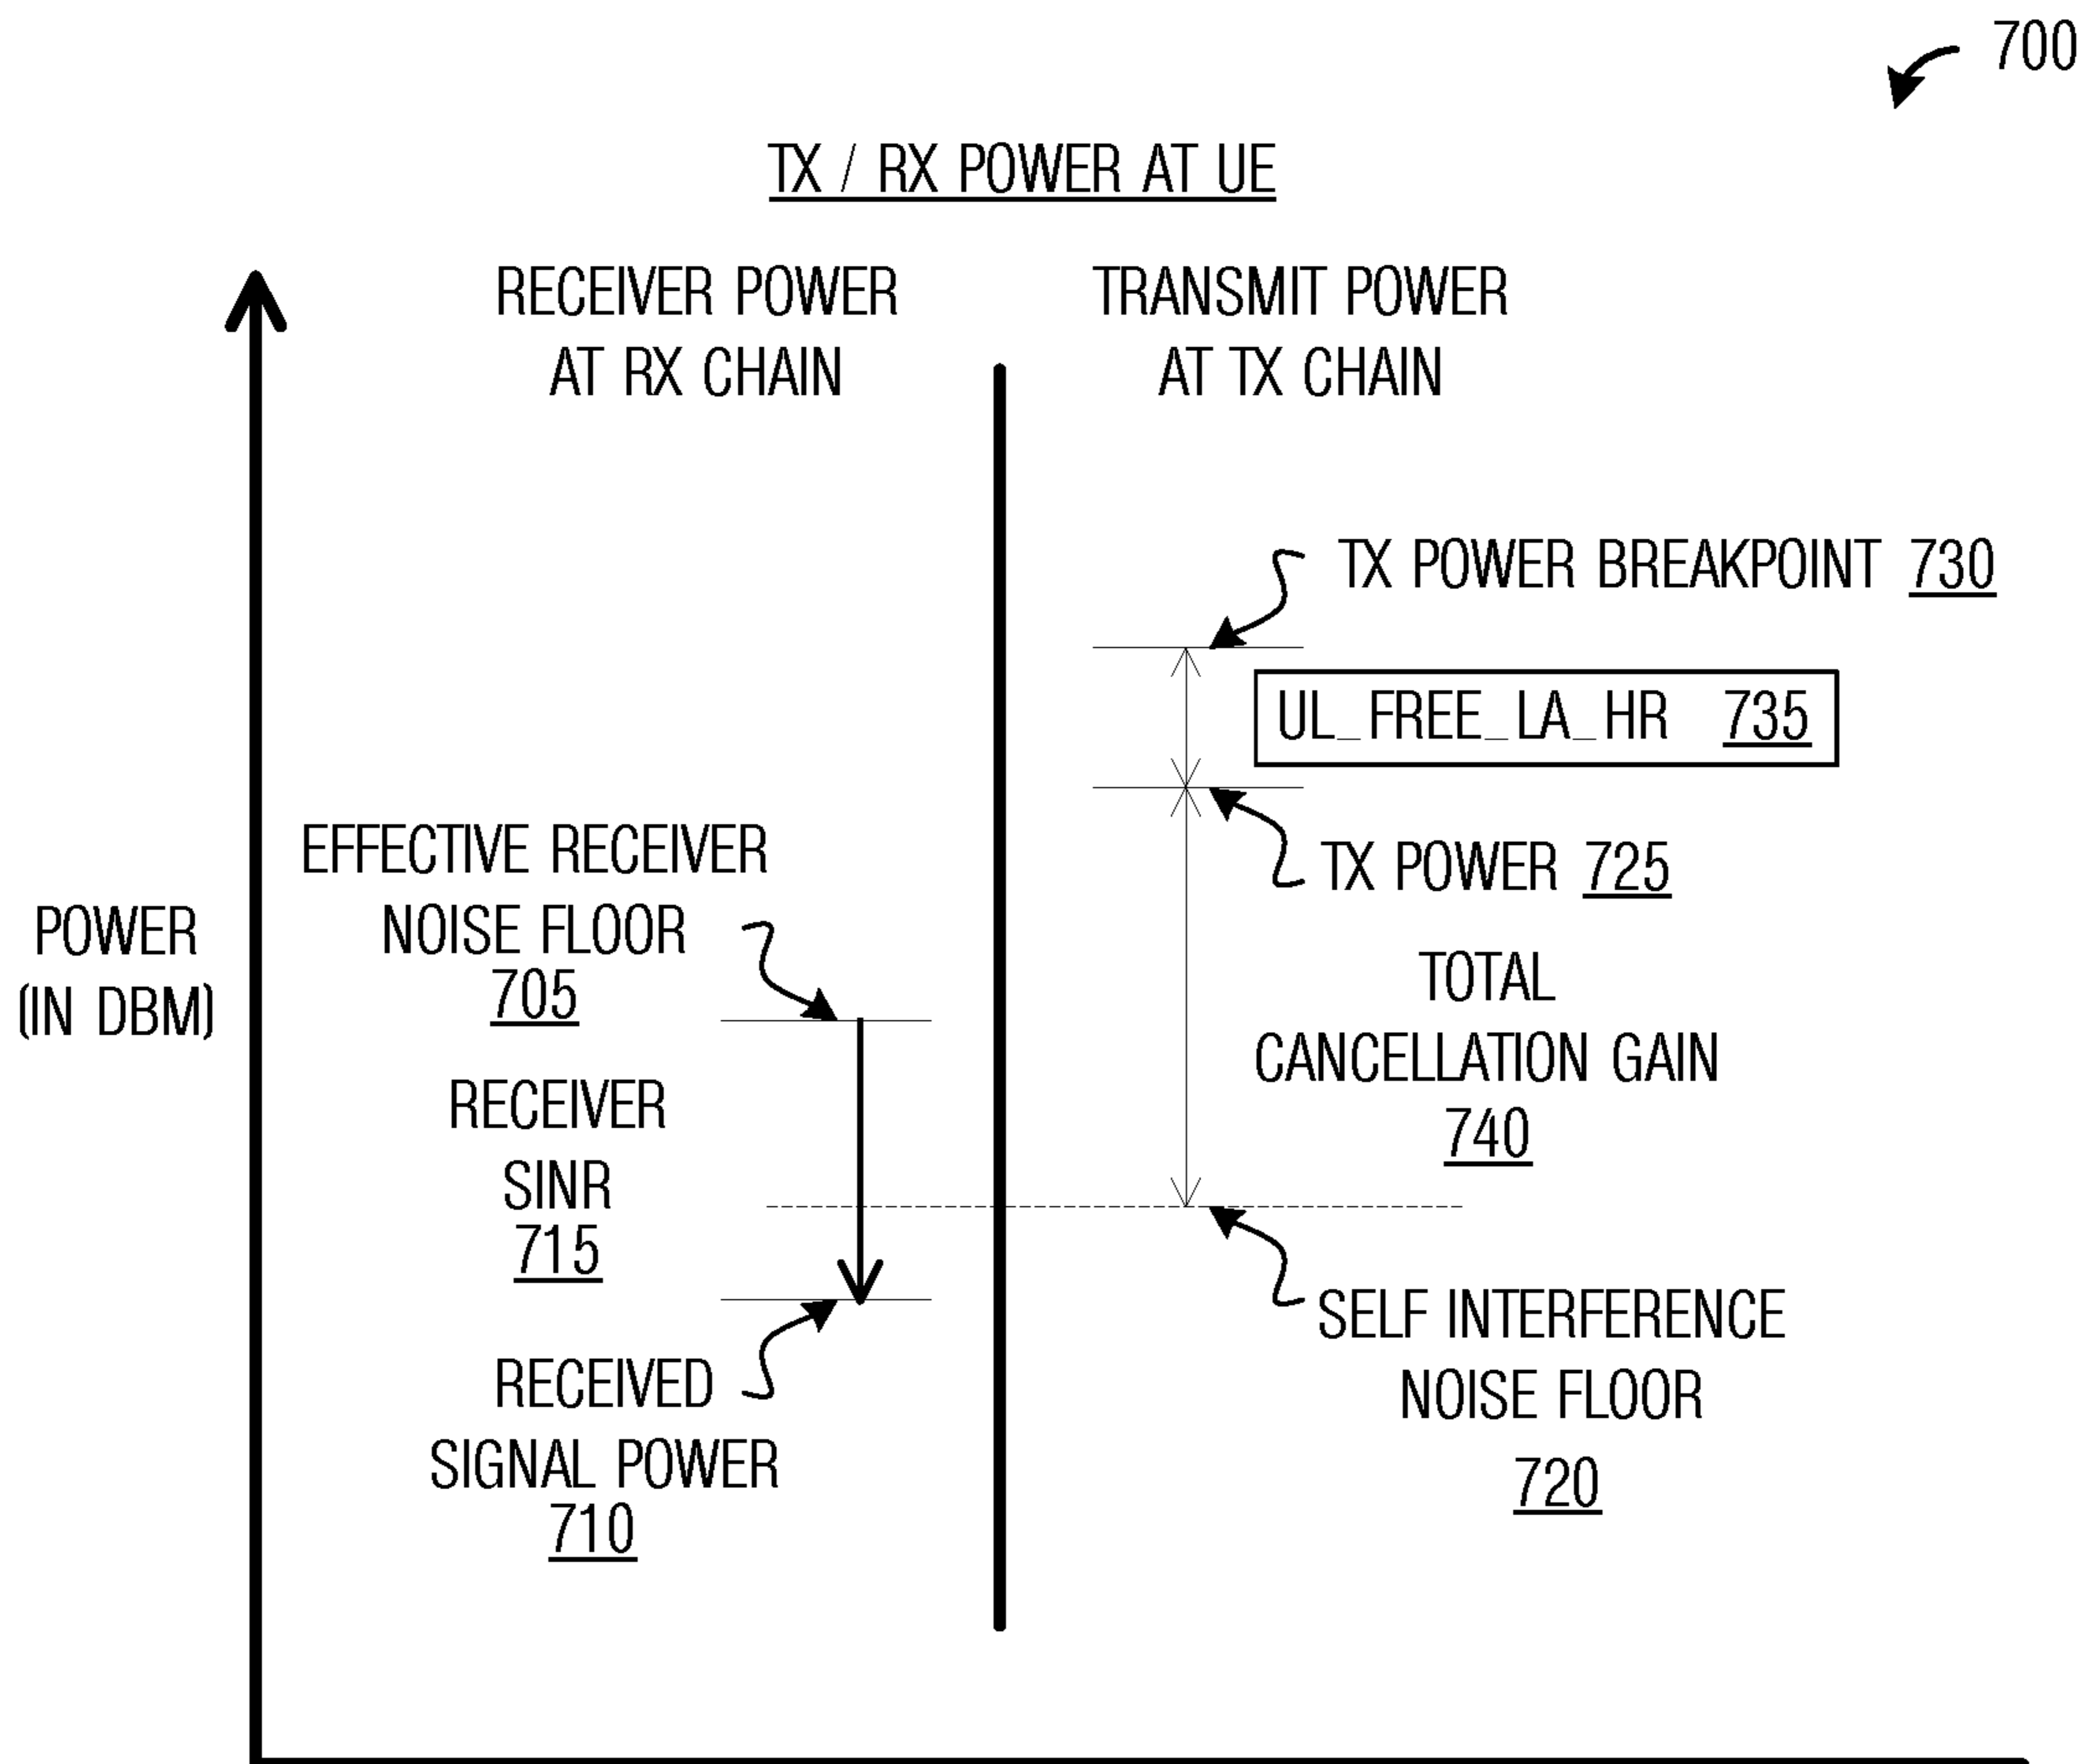 700
TX / RX POWER AT UE
RECEIVER POWER
AT RX CHAIN
TRANSMIT POWER
AT TX CHAIN
TX POWER BREAKPOINT 730
UL_FREE_LA_HR 735
TX POWER 725
EFFECTIVE RECEIVER
NOISE FLOOR
705
POWER
(IN DBM)
TOTAL
CANCELLATION GAIN
740
RECEIVER
SINR
715
SELF INTERFERENCE
NOISE FLOOR
720
RECEIVED
SIGNAL POWER
710